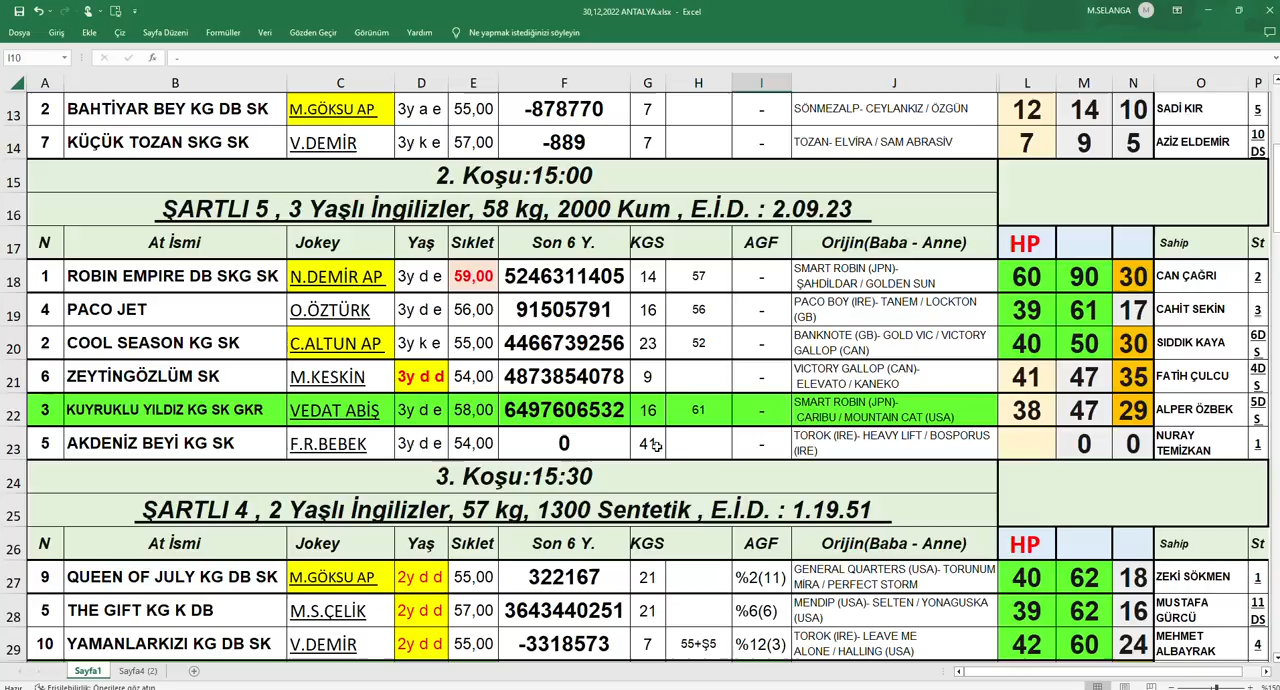 30,12,2022 ANTALYA.xlsx - Excel
M.SELANGA M
Dosya Giriş Ekle Çiz Sayfa Düzeni Formüller Veri Gözden Geçir Görünüm Yardım Ne yapmak istediğinizi söyleyin
I10 fx -
A B C D E F G H I J L M N O P
13 2 BAHTİYAR BEY KG DB SK M.GÖKSU AP 3y a e 55,00 -878770 7 - SÖNMEZALP- CEYLANKIZ / ÖZGÜN 12 14 10 SADİ KIR 5
14 7 KÜÇÜK TOZAN SKG SK V.DEMİR 3y k e 57,00 -889 7 - TOZAN- ELVİRA / SAM ABRASİV 7 9 5 AZİZ ELDEMİR 10 DS
15 2. Koşu:15:00
16 ŞARTLI 5 , 3 Yaşlı İngilizler, 58 kg, 2000 Kum , E.İ.D. : 2.09.23
17 N At İsmi Jokey Yaş Sıklet Son 6 Y. KGS AGF Orijin(Baba - Anne) HP Sahip St
18 1 ROBIN EMPIRE DB SKG SK N.DEMİR AP 3y d e 59,00 5246311405 14 57 - SMART ROBIN (JPN)- ŞAHDİLDAR / GOLDEN SUN 60 90 30 CAN ÇAĞRI 2
19 4 PACO JET O.ÖZTÜRK 3y d e 56,00 91505791 16 56 - PACO BOY (IRE)- TANEM / LOCKTON (GB) 39 61 17 CAHİT SEKİN 3
20 2 COOL SEASON KG SK C.ALTUN AP 3y k e 55,00 4466739256 23 52 - BANKNOTE (GB)- GOLD VIC / VICTORY GALLOP (CAN) 40 50 30 SIDDIK KAYA 6D S
21 6 ZEYTİNGÖZLÜM SK M.KESKİN 3y d d 54,00 4873854078 9 - VICTORY GALLOP (CAN)- ELEVATO / KANEKO 41 47 35 FATİH ÇULCU 4D S
22 3 KUYRUKLU YILDIZ KG SK GKR VEDAT ABİŞ 3y d e 58,00 6497606532 16 61 - SMART ROBIN (JPN)- CARIBU / MOUNTAIN CAT (USA) 38 47 29 ALPER ÖZBEK 5D S
23 5 AKDENİZ BEYİ KG SK F.R.BEBEK 3y d e 54,00 0 41 - TOROK (IRE)- HEAVY LIFT / BOSPORUS (IRE) 0 0 NURAY TEMİZKAN 1
24 3. Koşu:15:30
25 ŞARTLI 4 , 2 Yaşlı İngilizler, 57 kg, 1300 Sentetik , E.İ.D. : 1.19.51
26 N At İsmi Jokey Yaş Sıklet Son 6 Y. KGS AGF Orijin(Baba - Anne) HP Sahip St
27 9 QUEEN OF JULY KG DB SK M.GÖKSU AP 2y d d 55,00 322167 21 %2(11) GENERAL QUARTERS (USA)- TORUNUM MİRA / PERFECT STORM 40 62 18 ZEKİ SÖKMEN 1
28 5 THE GIFT KG K DB M.S.ÇELİK 2y d d 57,00 3643440251 21 %6(6) MENDIP (USA)- SELTEN / YONAGUSKA (USA) 39 62 16 MUSTAFA GÜRCÜ 11 DS
29 10 YAMANLARKIZI KG DB SK V.DEMİR 2y d d 55,00 -3318573 7 55+Ş5 %12(3) TOROK (IRE)- LEAVE ME ALONE / HALLING (USA) 42 60 24 MEHMET ALBAYRAK 4
Sayfa1 Sayfa4 (2)
Hazır Erişilebilirlik: Önerilere göz atın %150